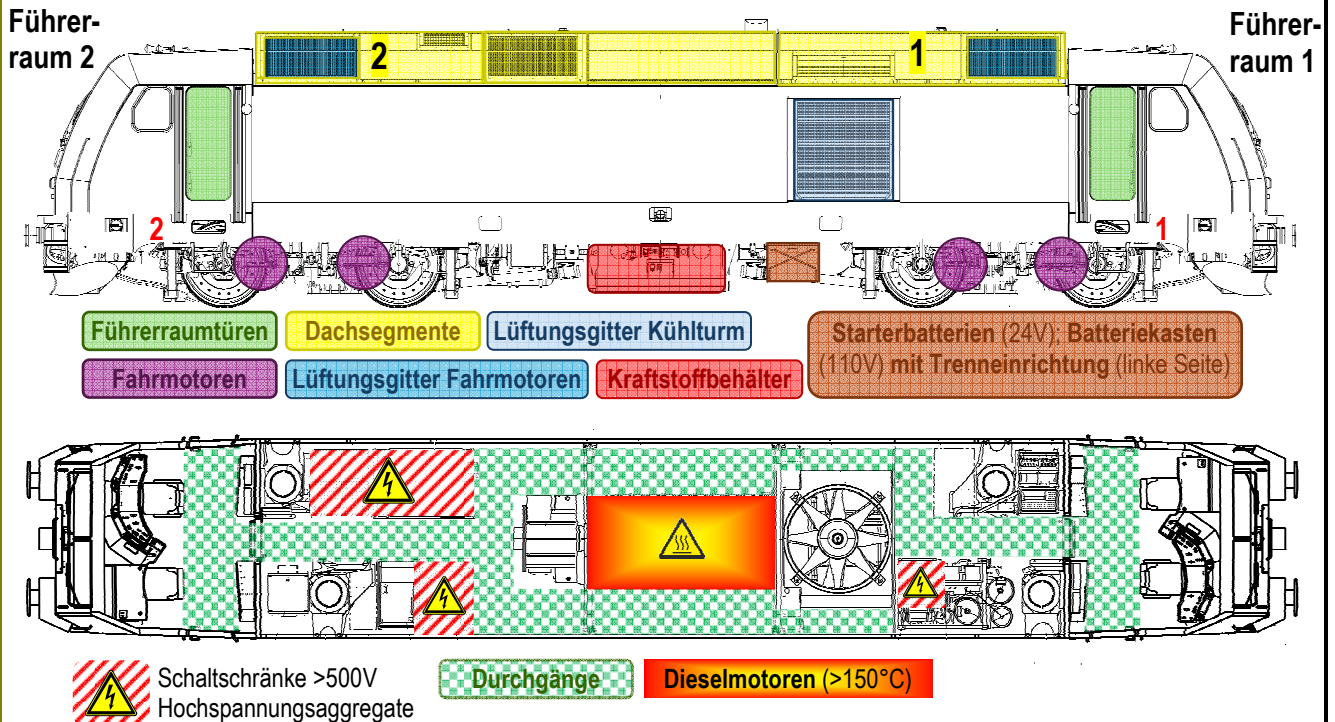 Führer-
raum 2
Führer-
raum 1
2
1
2
1
Führerraumtüren
Dachsegmente
Lüftungsgitter Kühlturm
Starterbatterien (24V); Batteriekasten
(110V) mit Trenneinrichtung (linke Seite)
Fahrmotoren
Lüftungsgitter Fahrmotoren
Kraftstoffbehälter
Schaltschränke >500V
Hochspannungsaggregate
Durchgänge
Dieselmotoren (>150°C)